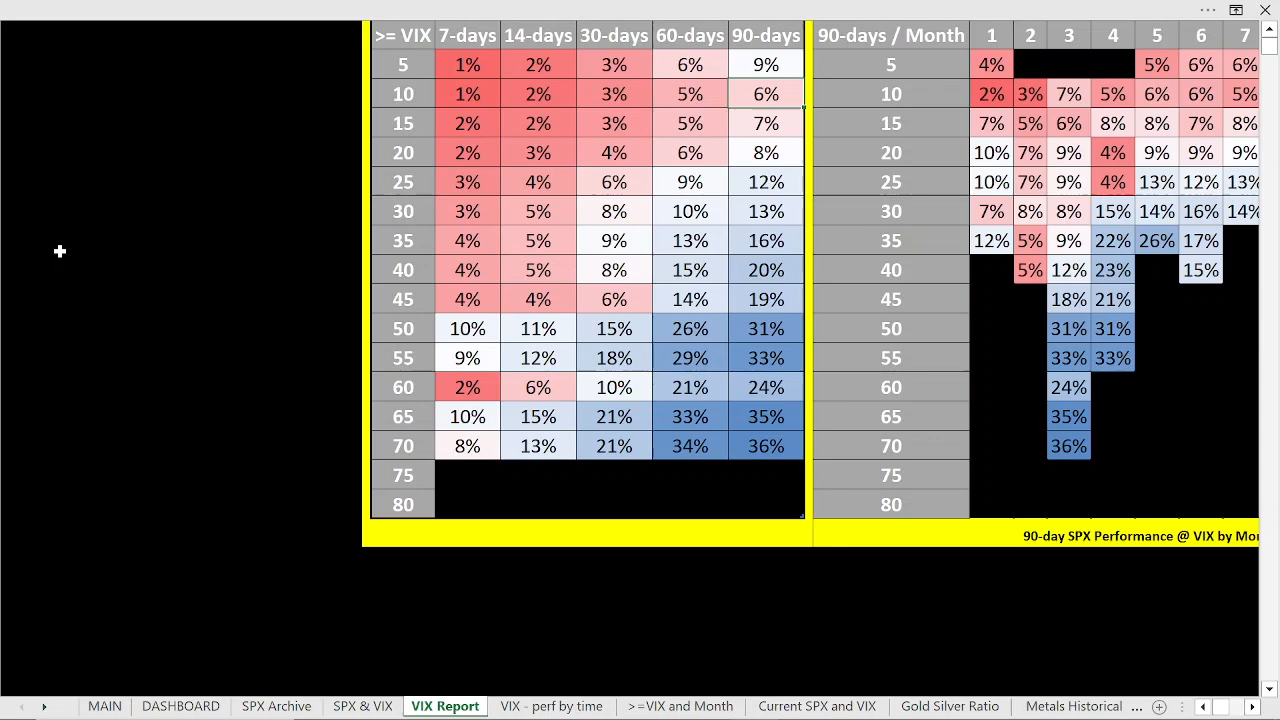 >= VIX 7-days 14-days 30-days 60-days 90-days 90-days / Month 1 2 3 4 5 6 7
5 1% 2% 3% 6% 9% 5 4% 5% 6% 6%
10 1% 2% 3% 5% 6% 10 2% 3% 7% 5% 6% 6% 5%
15 2% 2% 3% 5% 7% 15 7% 5% 6% 8% 8% 7% 8%
20 2% 3% 4% 6% 8% 20 10% 7% 9% 4% 9% 9% 9%
25 3% 4% 6% 9% 12% 25 10% 7% 9% 4% 13% 12% 13%
30 3% 5% 8% 10% 13% 30 7% 8% 8% 15% 14% 16% 14%
35 4% 5% 9% 13% 16% 35 12% 5% 9% 22% 26% 17%
40 4% 5% 8% 15% 20% 40 5% 12% 23% 15%
45 4% 4% 6% 14% 19% 45 18% 21%
50 10% 11% 15% 26% 31% 50 31% 31%
55 9% 12% 18% 29% 33% 55 33% 33%
60 2% 6% 10% 21% 24% 60 24%
65 10% 15% 21% 33% 35% 65 35%
70 8% 13% 21% 34% 36% 70 36%
75 75
80 80
90-day SPX Performance @ VIX by Mo
MAIN DASHBOARD SPX Archive SPX & VIX VIX Report VIX - perf by time >=VIX and Month Current SPX and VIX Gold Silver Ratio Metals Historical ...